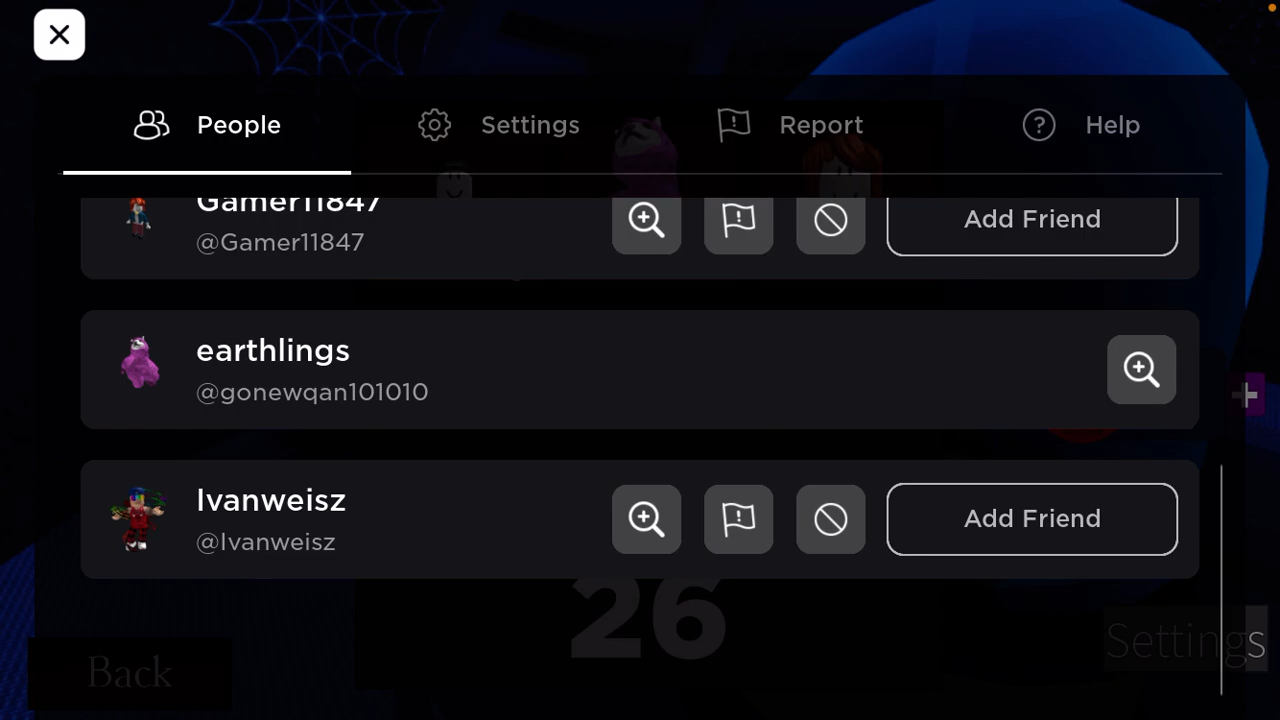 People
Settings
Report
Help
Gamer11847
@Gamer11847
Add Friend
earthlings
@gonewqan101010
Ivanweisz
@Ivanweisz
Add Friend
26
Settings
Back